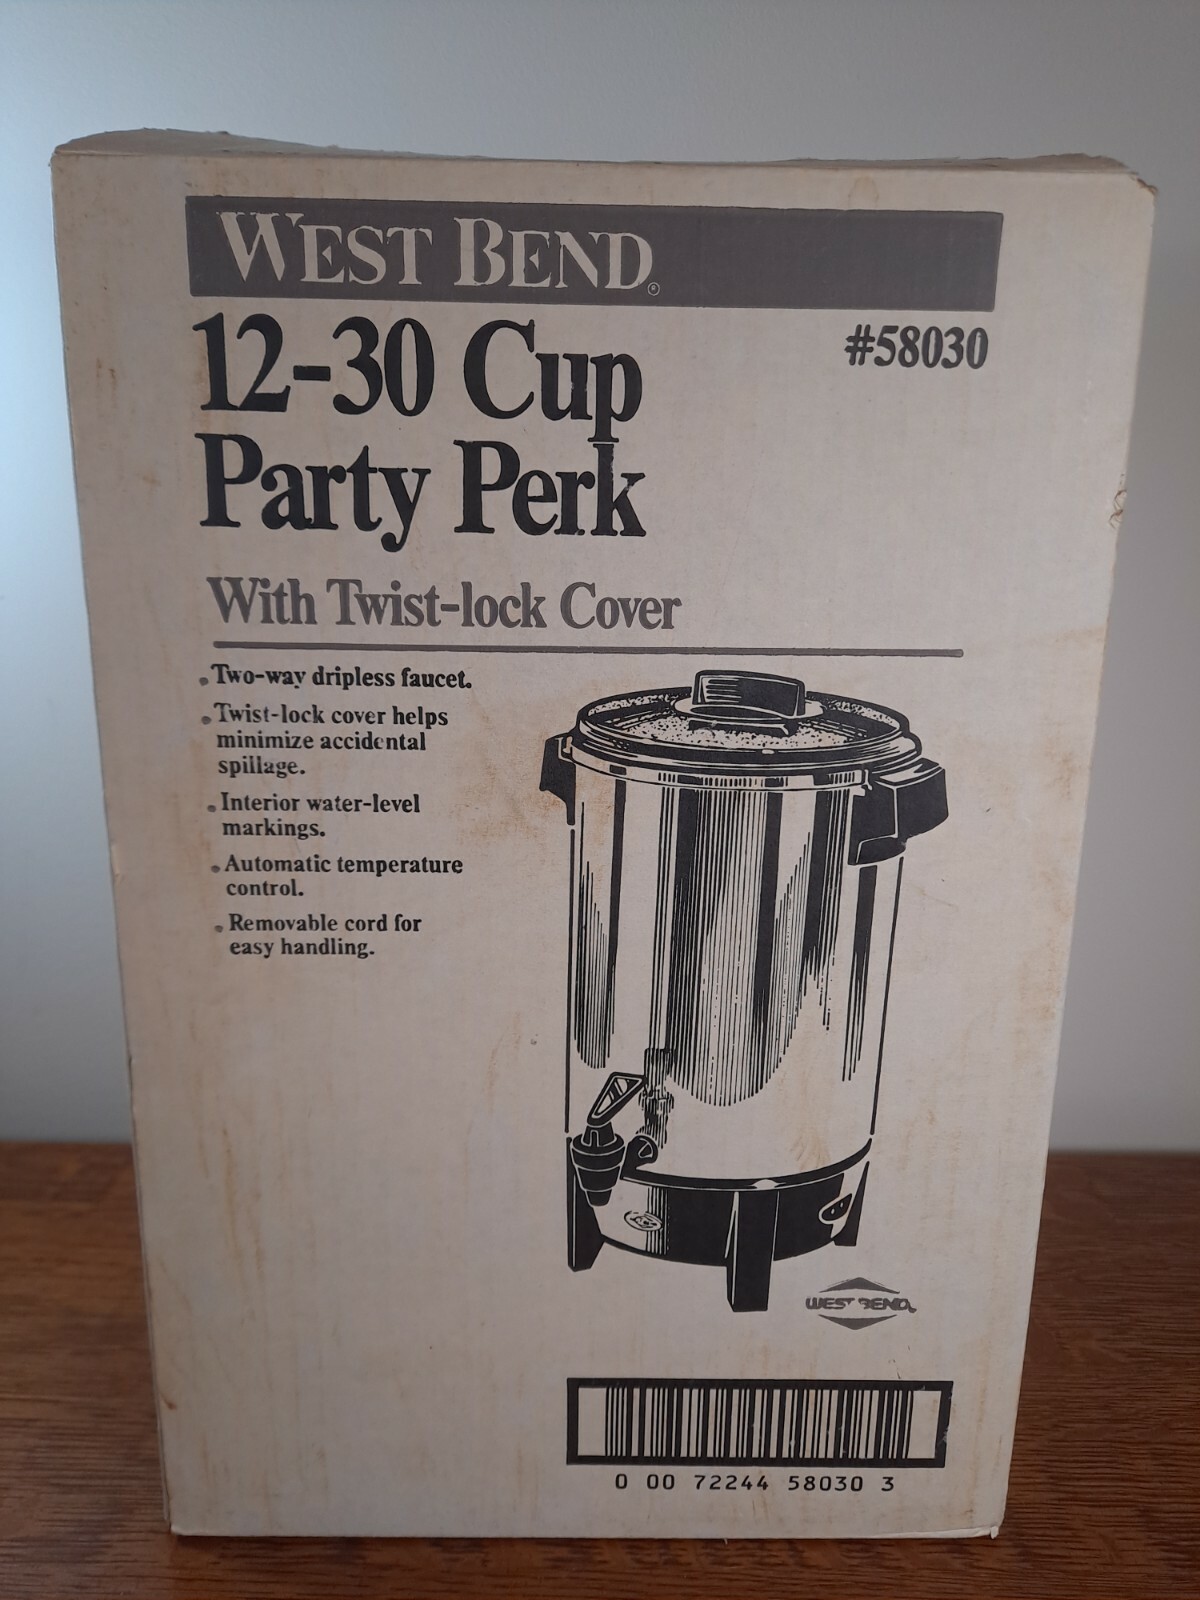 WEST BEND®
12-30 Cup
#58030
Party Perk
With Twist-lock Cover
• Two-way dripless faucet.
• Twist-lock cover helps
minimize accidental
spillage.
• Interior water-level
markings.
• Automatic temperature
control.
• Removable cord for
easy handling.
WEST BEND®
0 00 72244 58030 3